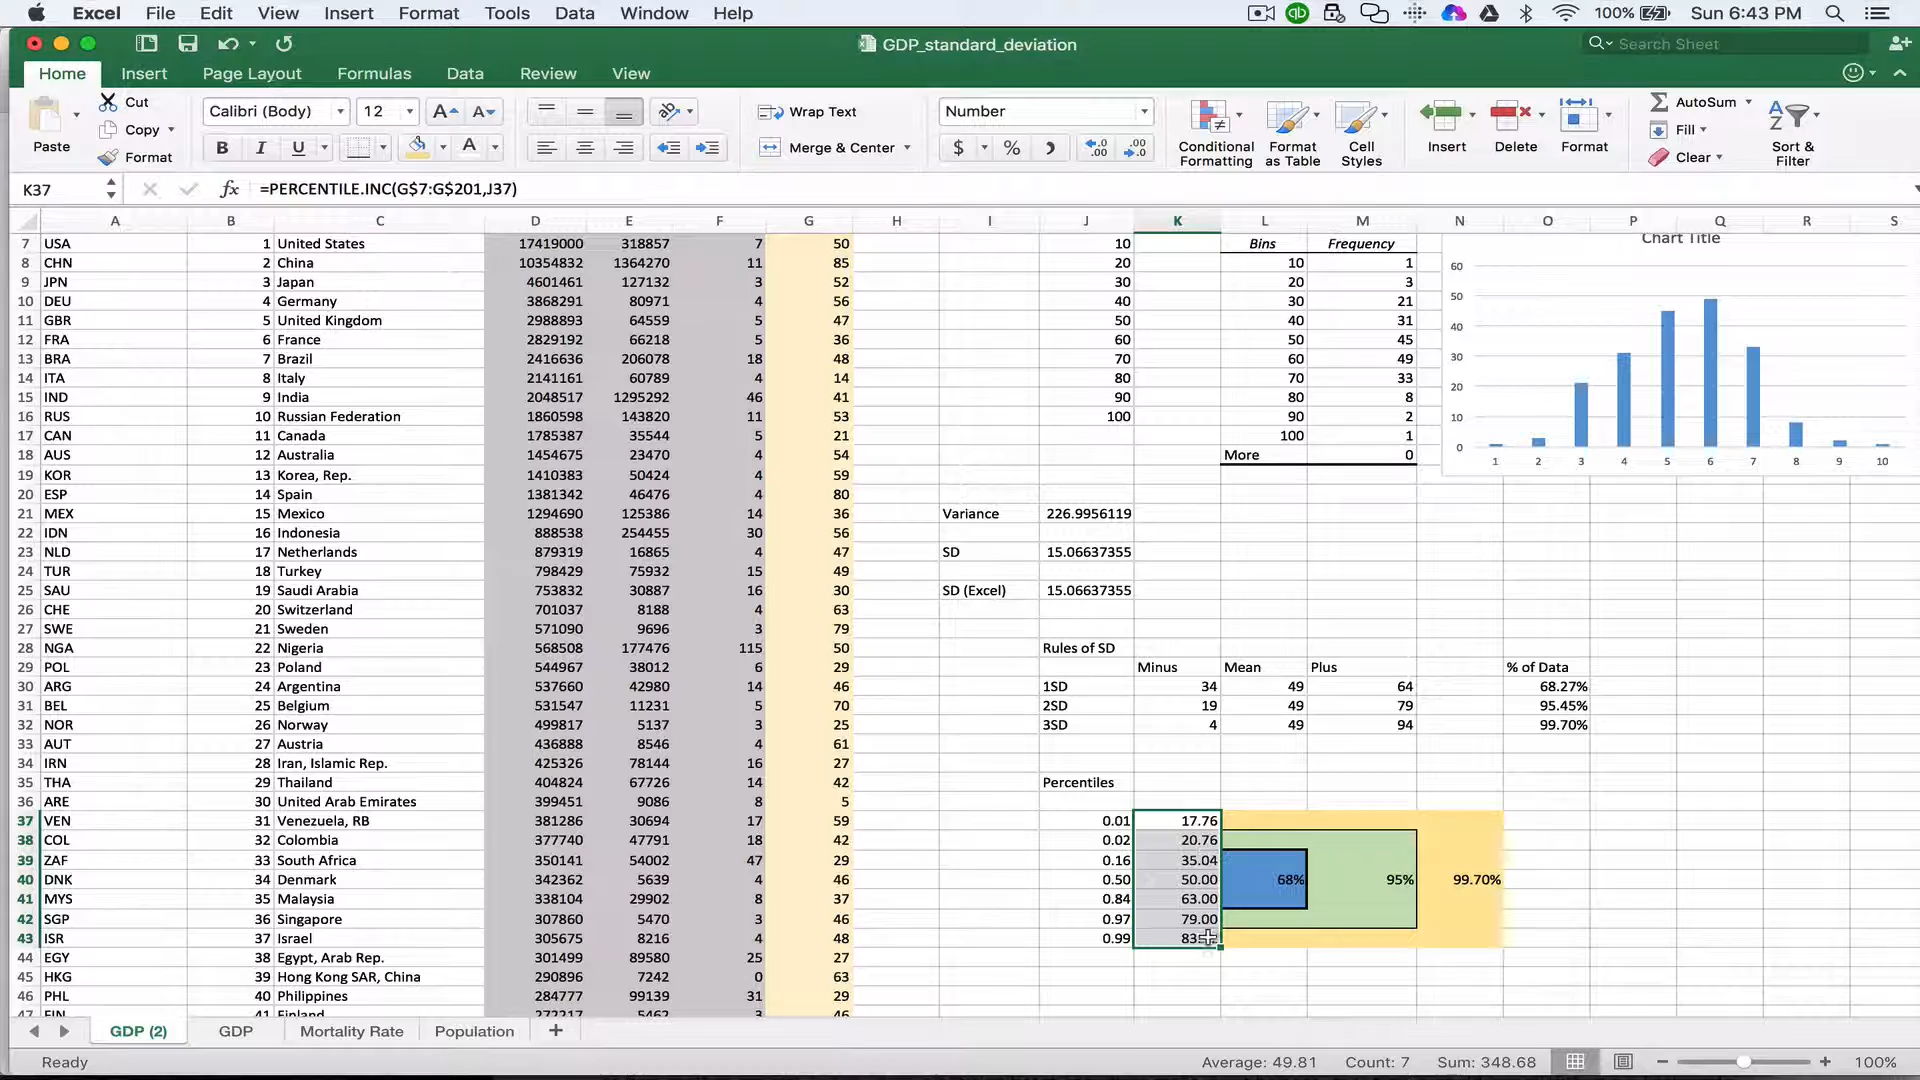 Excel File Edit View Insert Format Tools Data Window Help 100% Sun 6:43 PM
GDP_standard_deviation Search Sheet
Home Insert Page Layout Formulas Data Review View
Paste Cut Copy Format Calibri (Body) 12 A A Wrap Text Number Conditional Formatting Format as Table Cell Styles Insert Delete Format AutoSum Fill Clear Sort & Filter
B I U A Merge & Center $ % .00 .00
K37 fx =PERCENTILE.INC(G$7:G$201,J37)
A B C D E F G H I J K L M N O P Q R S
7 USA 1 United States 17419000 318857 7 50 10 Bins Frequency Chart Title
8 CHN 2 China 10354832 1364270 11 85 20 10 1
9 JPN 3 Japan 4601461 127132 3 52 30 20 3
10 DEU 4 Germany 3868291 80971 4 56 40 30 21
11 GBR 5 United Kingdom 2988893 64559 5 47 50 40 31
12 FRA 6 France 2829192 66218 5 36 60 50 45
13 BRA 7 Brazil 2416636 206078 18 48 70 60 49
14 ITA 8 Italy 2141161 60789 4 14 80 70 33
15 IND 9 India 2048517 1295292 46 41 90 80 8
16 RUS 10 Russian Federation 1860598 143820 11 53 100 90 2
17 CAN 11 Canada 1785387 35544 5 21 100 1
18 AUS 12 Australia 1454675 23470 4 54 More 0
60
50
40
30
20
10
0
1 2 3 4 5 6 7 8 9 10
19 KOR 13 Korea, Rep. 1410383 50424 4 59
20 ESP 14 Spain 1381342 46476 4 80
21 MEX 15 Mexico 1294690 125386 14 36 Variance 226.9956119
22 IDN 16 Indonesia 888538 254455 30 56
23 NLD 17 Netherlands 879319 16865 4 47 SD 15.06637355
24 TUR 18 Turkey 798429 75932 15 49
25 SAU 19 Saudi Arabia 753832 30887 16 30 SD (Excel) 15.06637355
26 CHE 20 Switzerland 701037 8188 4 63
27 SWE 21 Sweden 571090 9696 3 79
28 NGA 22 Nigeria 568508 177476 115 50 Rules of SD
29 POL 23 Poland 544967 38012 6 29 Minus Mean Plus % of Data
30 ARG 24 Argentina 537660 42980 14 46 1SD 34 49 64 68.27%
31 BEL 25 Belgium 531547 11231 5 70 2SD 19 49 79 95.45%
32 NOR 26 Norway 499817 5137 3 25 3SD 4 49 94 99.70%
33 AUT 27 Austria 436888 8546 4 61
34 IRN 28 Iran, Islamic Rep. 425326 78144 16 27
35 THA 29 Thailand 404824 67726 14 42 Percentiles
36 ARE 30 United Arab Emirates 399451 9086 8 5
37 VEN 31 Venezuela, RB 381286 30694 17 59 0.01 17.76
38 COL 32 Colombia 377740 47791 18 42 0.02 20.76
39 ZAF 33 South Africa 350141 54002 47 29 0.16 35.04
40 DNK 34 Denmark 342362 5639 4 46 0.50 50.00 68% 95% 99.70%
41 MYS 35 Malaysia 338104 29902 8 37 0.84 63.00
42 SGP 36 Singapore 307860 5470 3 46 0.97 79.00
43 ISR 37 Israel 305675 8216 4 48 0.99
44 EGY 38 Egypt, Arab Rep. 301499 89580 25 27
45 HKG 39 Hong Kong SAR, China 290896 7242 0 63
46 PHL 40 Philippines 284777 99139 31 29
47 FIN 41 Finland 272217 5462 3 46
GDP (2) GDP Mortality Rate Population
Ready Average: 49.81 Count: 7 Sum: 348.68 100%